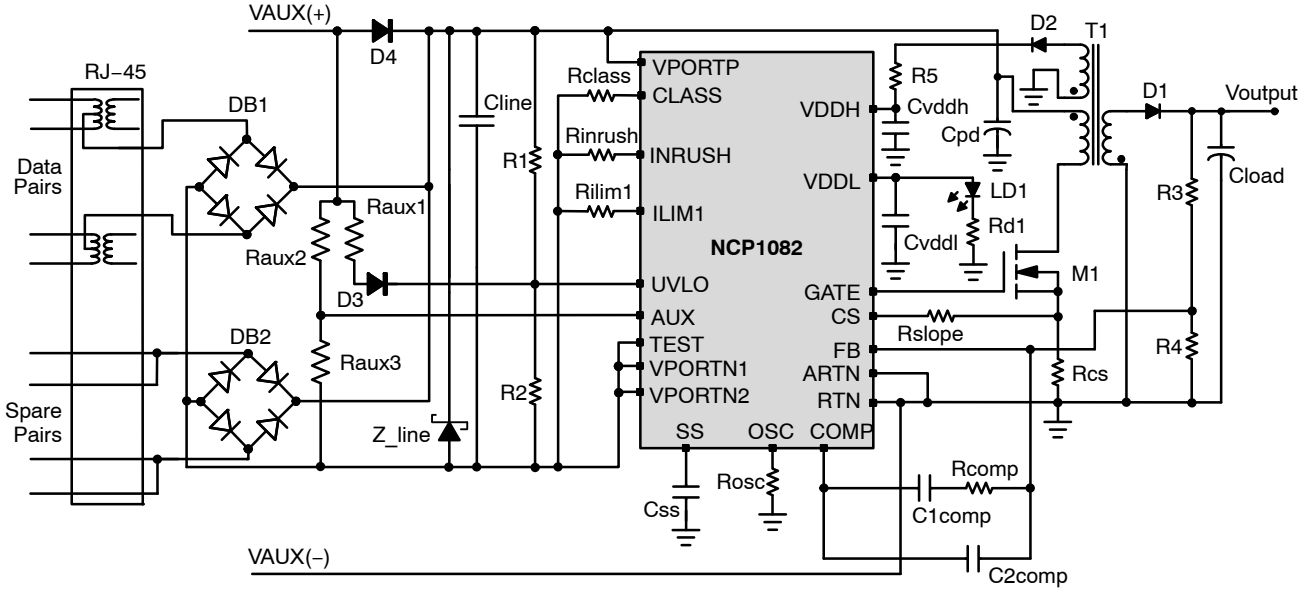 VAUX(+)
D4
D2
T1
RJ−45
DB1
Data
Pairs
Cline
Rclass
Rinrush
Rilim1
R1
VPORTP
CLASS
INRUSH
ILIM1
NCP1082
UVLO
AUX
TEST
VPORTN1
VPORTN2
VDDH
VDDL
GATE
CS
FB
ARTN
RTN
SS
OSC
COMP
R5
Cvddh
Cpd
D1
Voutput
Cload
R3
LD1
Rd1
Cvddl
M1
Rslope
R4
Rcs
Raux1
Raux2
D3
DB2
Raux3
R2
Z_line
Spare
Pairs
Css
Rosc
Rcomp
C1comp
C2comp
VAUX(−)